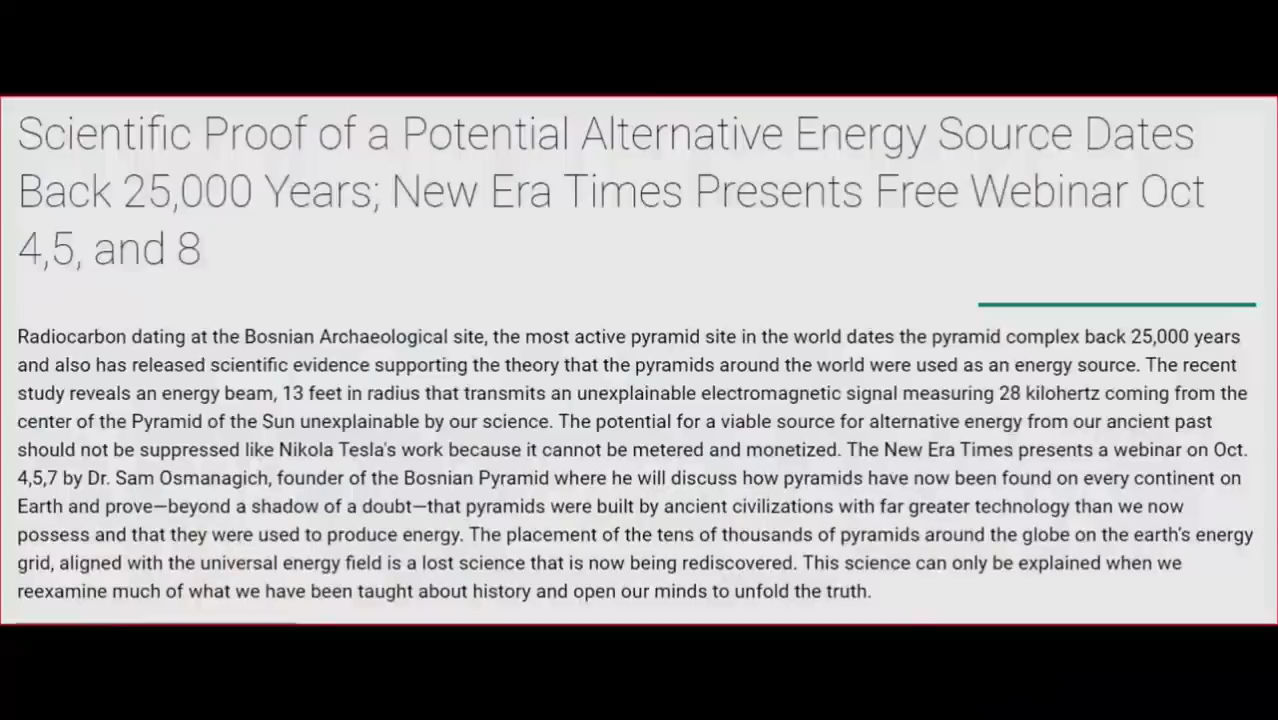 Scientific Proof of a Potential Alternative Energy Source Dates
Back 25,000 Years; New Era Times Presents Free Webinar Oct
4,5, and 8
Radiocarbon dating at the Bosnian Archaeological site, the most active pyramid site in the world dates the pyramid complex back 25,000 years
and also has released scientific evidence supporting the theory that the pyramids around the world were used as an energy source. The recent
study reveals an energy beam, 13 feet in radius that transmits an unexplainable electromagnetic signal measuring 28 kilohertz coming from the
center of the Pyramid of the Sun unexplainable by our science. The potential for a viable source for alternative energy from our ancient past
should not be suppressed like Nikola Tesla's work because it cannot be metered and monetized. The New Era Times presents a webinar on Oct.
4,5,7 by Dr. Sam Osmanagich, founder of the Bosnian Pyramid where he will discuss how pyramids have now been found on every continent on
Earth and prove—beyond a shadow of a doubt—that pyramids were built by ancient civilizations with far greater technology than we now
possess and that they were used to produce energy. The placement of the tens of thousands of pyramids around the globe on the earth's energy
grid, aligned with the universal energy field is a lost science that is now being rediscovered. This science can only be explained when we
reexamine much of what we have been taught about history and open our minds to unfold the truth.